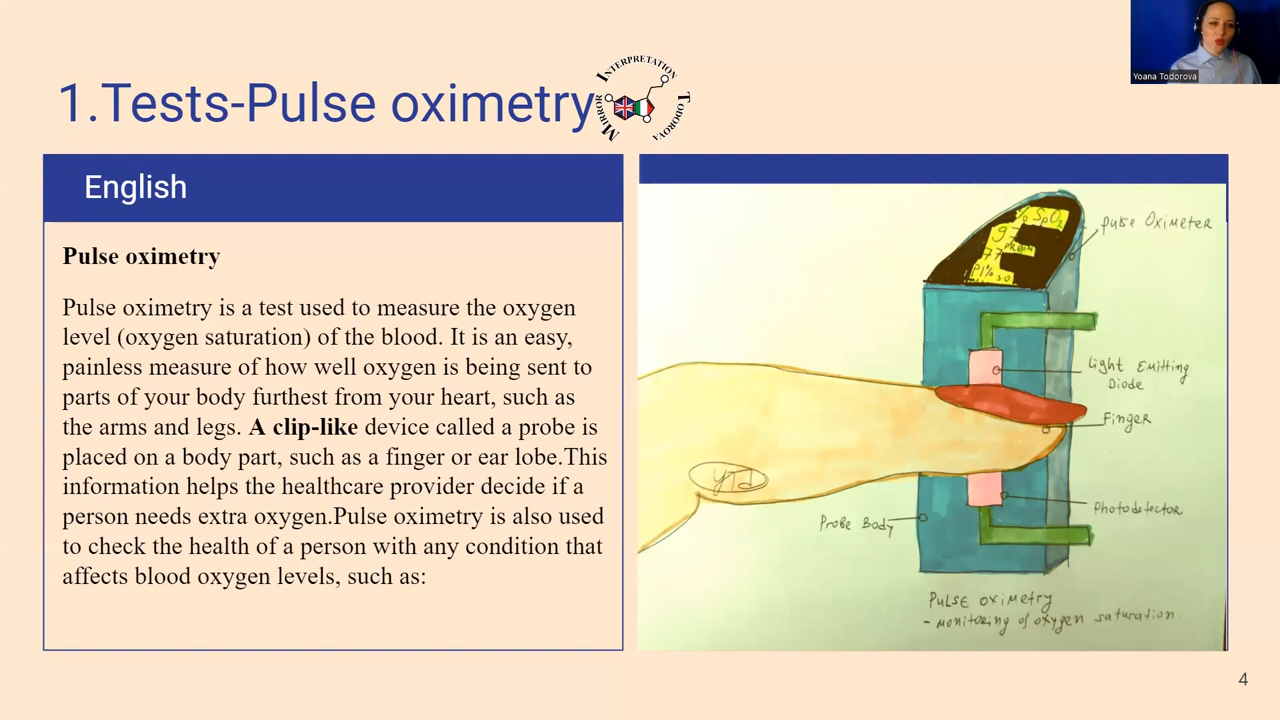 Yoana Todorova
1.Tests-Pulse oximetry
MIRROR INTERPRETATION TODOROVA
English
Pulse oximetry
Pulse oximetry is a test used to measure the oxygen
level (oxygen saturation) of the blood. It is an easy,
painless measure of how well oxygen is being sent to
parts of your body furthest from your heart, such as
the arms and legs. A clip-like device called a probe is
placed on a body part, such as a finger or ear lobe.This
information helps the healthcare provider decide if a
person needs extra oxygen.Pulse oximetry is also used
to check the health of a person with any condition that
affects blood oxygen levels, such as:
% SpO2
Pulse Oximeter
Light Emitting
Diode
Finger
Photodetector
Probe Body
YTd
PULSE OXIMETRY
- MONITORING Of OXYGEN saturation
4